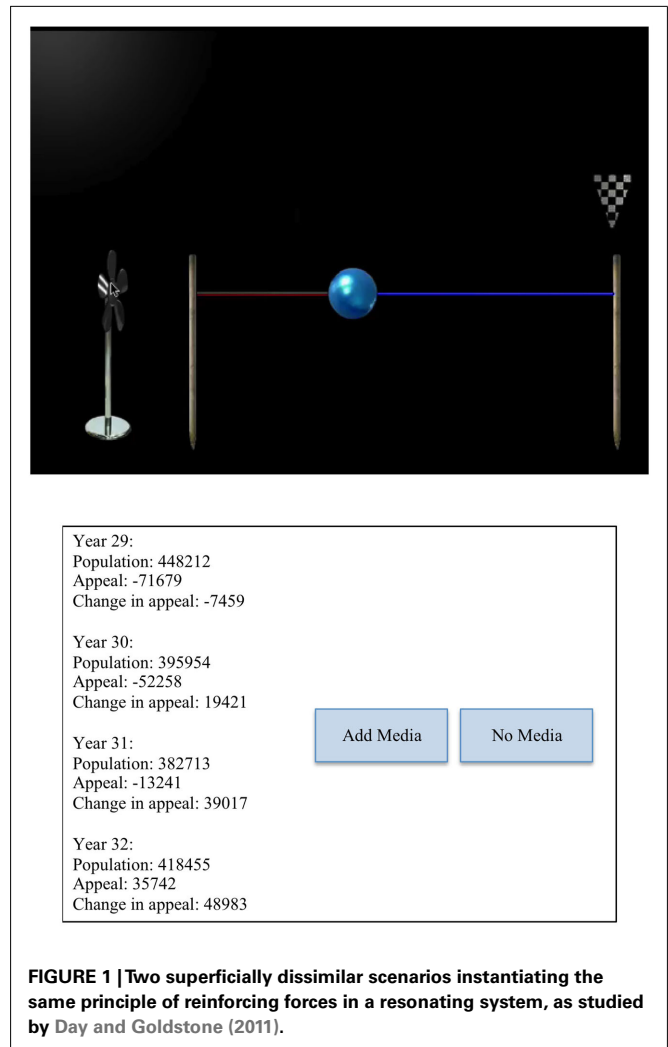 Year 29:
Population: 448212
Appeal: -71679
Change in appeal: -7459
Year 30:
Population: 395954
Appeal: -52258
Change in appeal: 19421
Year 31:
Population: 382713
Appeal: -13241
Change in appeal: 39017
Year 32:
Population: 418455
Appeal: 35742
Change in appeal: 48983
Add Media
No Media
FIGURE 1 | Two superficially dissimilar scenarios instantiating the
same principle of reinforcing forces in a resonating system, as studied
by Day and Goldstone (2011).